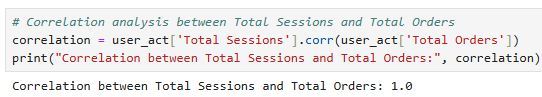 # Correlation analysis between Total Sessions and Total Orders
correlation = user_act['Total Sessions'].corr(user_act['Total Orders'])
print("Correlation between Total Sessions and Total Orders:", correlation)
Correlation between Total Sessions and Total Orders: 1.0